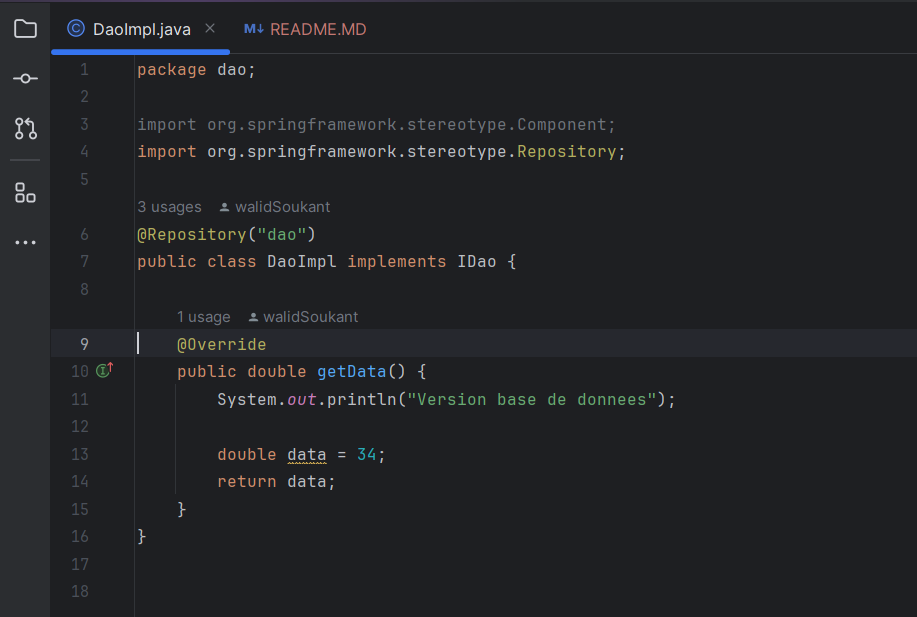 DaoImpl.java
M↓ README.MD
1 package dao;
2
3 import org.springframework.stereotype.Component;
4 import org.springframework.stereotype.Repository;
5
3 usages walidSoukant
6 @Repository("dao")
7 public class DaoImpl implements IDao {
8
1 usage walidSoukant
9 @Override
10 public double getData() {
11 System.out.println("Version base de donnees");
12
13 double data = 34;
14 return data;
15 }
16 }
17
18